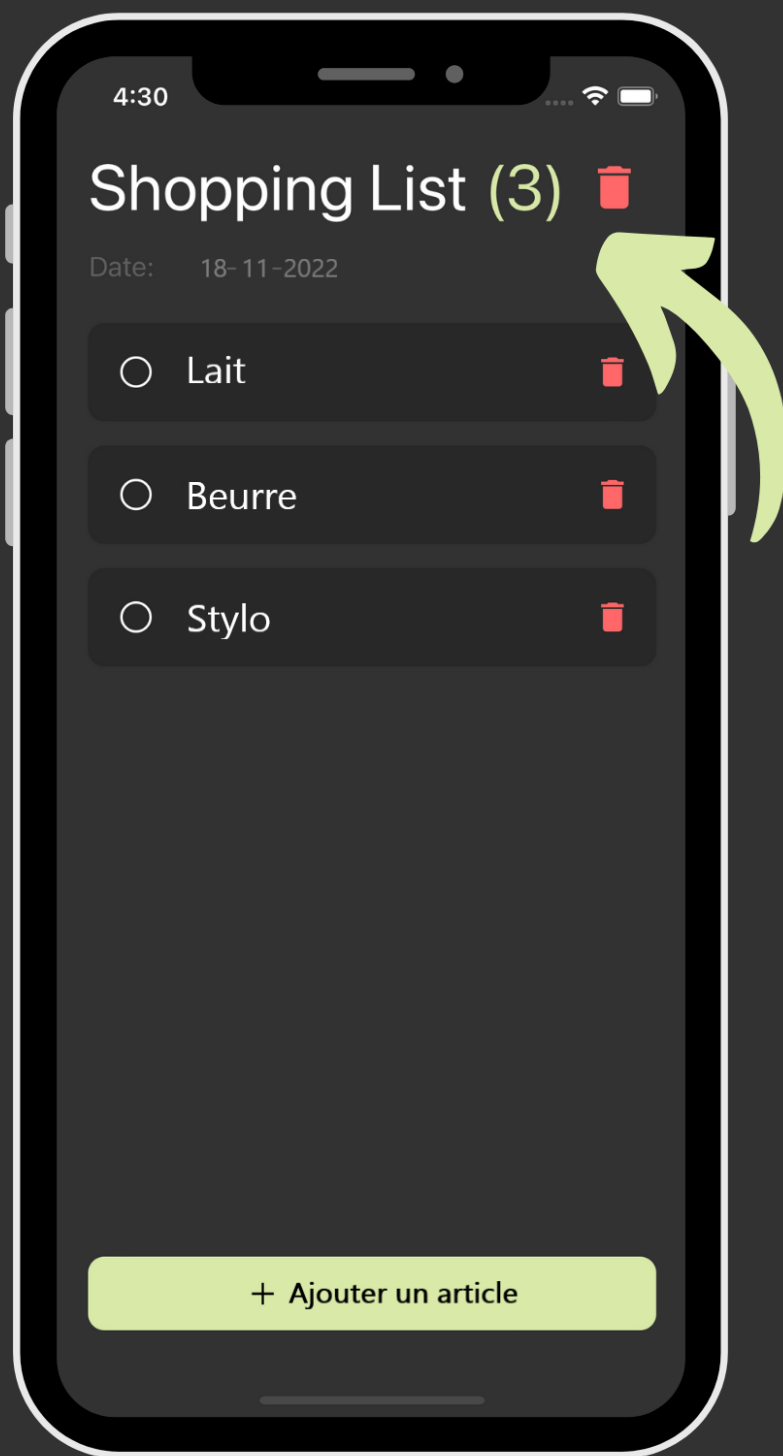 4:30
Shopping List (3)
Date: 18-11-2022
Lait
Beurre
Stylo
+ Ajouter un article